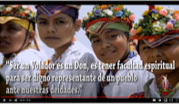 “Ser un Volador es un Don, es tener facultad espiritual
para ser digno representante de un pueblo
ante nuestras deidades.”